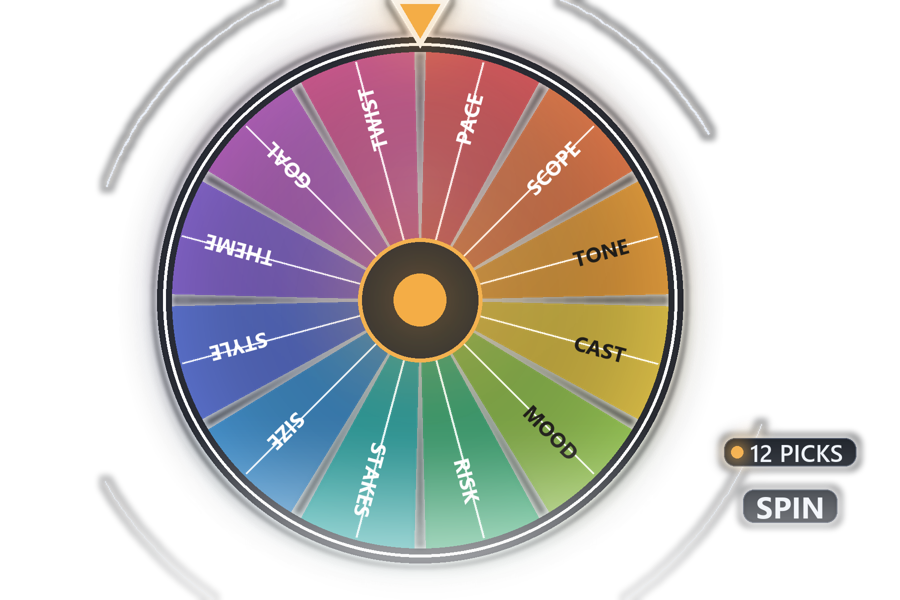 PACE
SCOPE
TONE
CAST
MOOD
RISK
STAKES
SIZE
STYLE
THEME
GOAL
TWIST
12 PICKS
SPIN